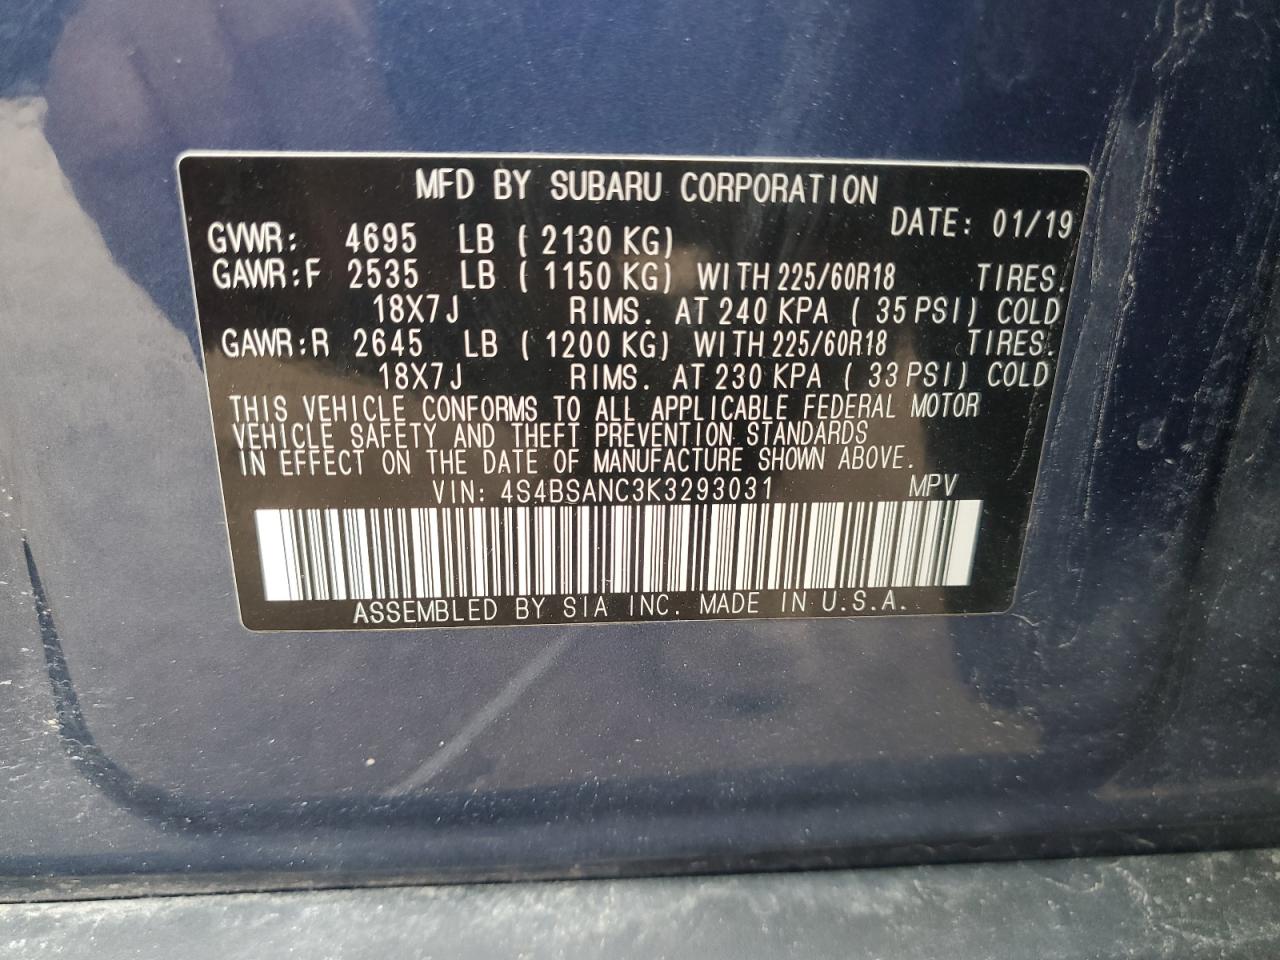 MFD BY SUBARU CORPORATION
DATE: 01/19
GVWR: 4695 LB ( 2130 KG)
GAWR:F 2535 LB ( 1150 KG) WITH 225/60R18 TIRES.
18X7J RIMS. AT 240 KPA ( 35 PSI) COLD
GAWR:R 2645 LB ( 1200 KG) WITH 225/60R18 TIRES.
18X7J RIMS. AT 230 KPA ( 33 PSI) COLD
THIS VEHICLE CONFORMS TO ALL APPLICABLE FEDERAL MOTOR
VEHICLE SAFETY AND THEFT PREVENTION STANDARDS
IN EFFECT ON THE DATE OF MANUFACTURE SHOWN ABOVE.
VIN: 4S4BSANC3K3293031 MPV
ASSEMBLED BY SIA INC. MADE IN U.S.A.